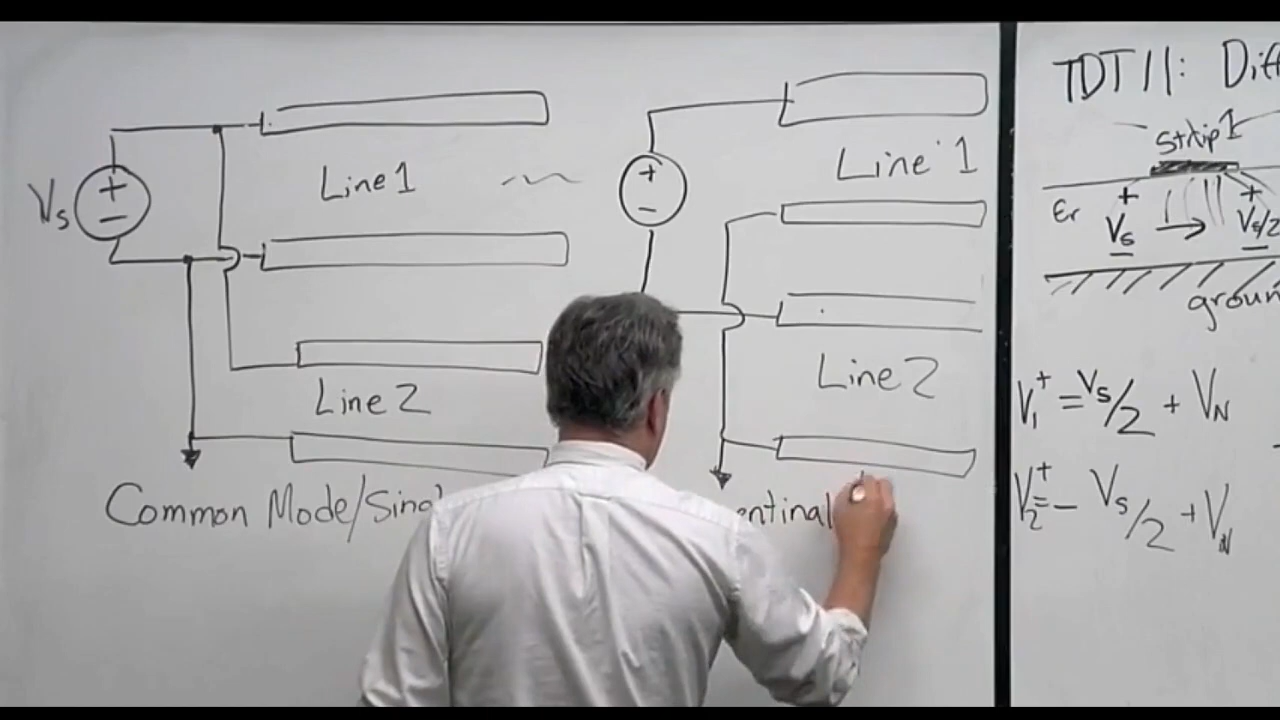 Vs
+
−
Line 1
Line 2
Common Mode/Sing
+
−
Line 1
Line 2
entinal
TDT 11: Diff
Strip 1
Er
+
Vs
+
Vs/2
groun
V1+ = Vs/2 + VN
V2+ = - Vs/2 + VN